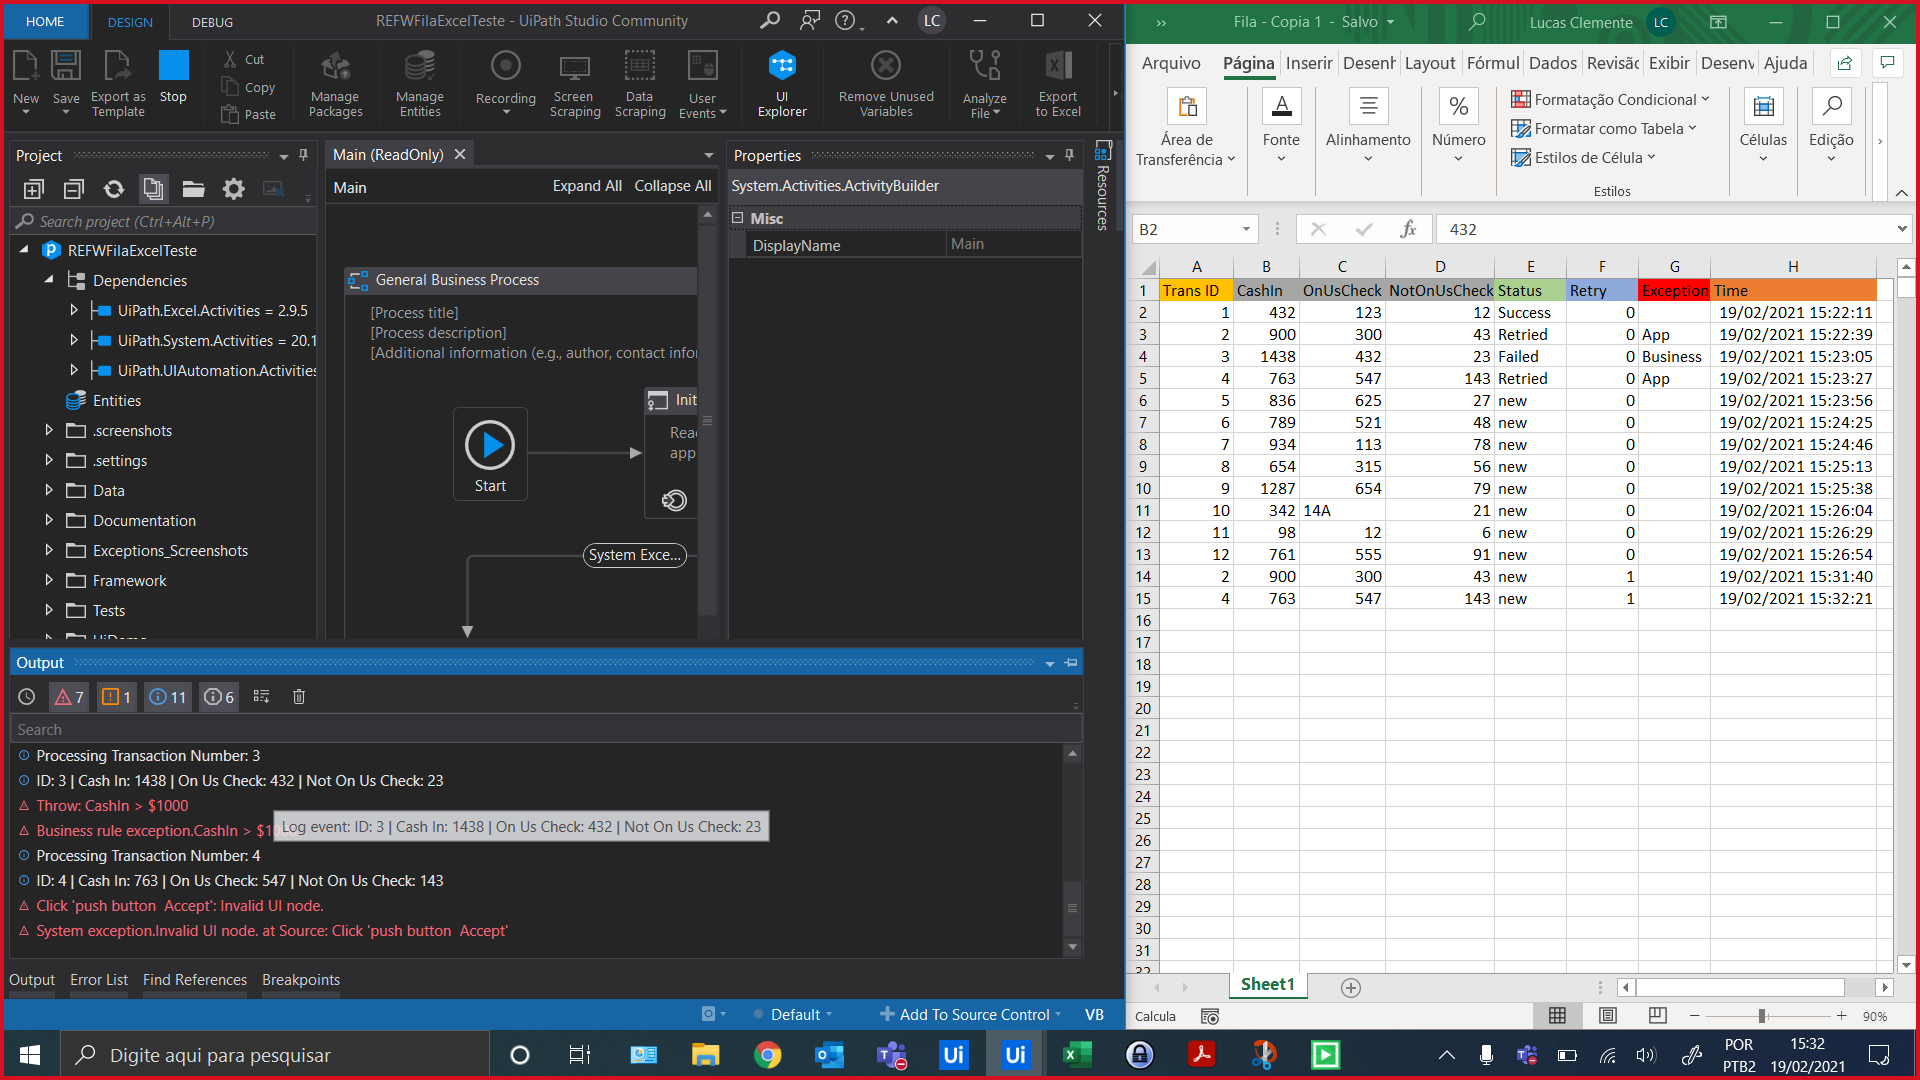 HOME DESIGN DEBUG REFWFilaExcelTeste - UiPath Studio Community LC
New Save Export as Template Stop Cut Copy Paste Manage Packages Manage Entities Recording Screen Scraping Data Scraping User Events UI Explorer Remove Unused Variables Analyze File Export to Excel
Project
Search project (Ctrl+Alt+P)
REFWFilaExcelTeste
Dependencies
UiPath.Excel.Activities = 2.9.5
UiPath.System.Activities = 20.1
UiPath.UIAutomation.Activities
Entities
.screenshots
.settings
Data
Documentation
Exceptions_Screenshots
Framework
Tests
Main (ReadOnly)
Main Expand All Collapse All
General Business Process
[Process title]
[Process description]
[Additional information (e.g., author, contact infor
Init
Rea
app
Start
System Exce...
Properties
System.Activities.ActivityBuilder
Misc
DisplayName Main
Resources
Output
7 1 11 6
Search
Processing Transaction Number: 3
ID: 3 | Cash In: 1438 | On Us Check: 432 | Not On Us Check: 23
Throw: CashIn > $1000
Business rule exception.CashIn > $1
Log event: ID: 3 | Cash In: 1438 | On Us Check: 432 | Not On Us Check: 23
Processing Transaction Number: 4
ID: 4 | Cash In: 763 | On Us Check: 547 | Not On Us Check: 143
Click 'push button  Accept': Invalid UI node.
System exception.Invalid UI node. at Source: Click 'push button  Accept'
Output Error List Find References Breakpoints
Default Add To Source Control VB
Fila - Copia 1 - Salvo Lucas Clemente LC
Arquivo Página Inserir Desenh Layout Fórmul Dados Revisão Exibir Desenv Ajuda
Área de Transferência Fonte Alinhamento Número
Formatação Condicional
Formatar como Tabela
Estilos de Célula
Estilos
Células Edição
B2 fx 432
A B C D E F G H
1 Trans ID CashIn OnUsCheck NotOnUsCheck Status Retry Exception Time
2 1 432 123 12 Success 0 19/02/2021 15:22:11
3 2 900 300 43 Retried 0 App 19/02/2021 15:22:39
4 3 1438 432 23 Failed 0 Business 19/02/2021 15:23:05
5 4 763 547 143 Retried 0 App 19/02/2021 15:23:27
6 5 836 625 27 new 0 19/02/2021 15:23:56
7 6 789 521 48 new 0 19/02/2021 15:24:25
8 7 934 113 78 new 0 19/02/2021 15:24:46
9 8 654 315 56 new 0 19/02/2021 15:25:13
10 9 1287 654 79 new 0 19/02/2021 15:25:38
11 10 342 14A 21 new 0 19/02/2021 15:26:04
12 11 98 12 6 new 0 19/02/2021 15:26:29
13 12 761 555 91 new 0 19/02/2021 15:26:54
14 2 900 300 43 new 1 19/02/2021 15:31:40
15 4 763 547 143 new 1 19/02/2021 15:32:21
16
17
18
19
20
21
22
23
24
25
26
27
28
29
30
31
32
Sheet1
Calcula 90%
Digite aqui para pesquisar
Ui Ui
POR
PTB2
15:32
19/02/2021